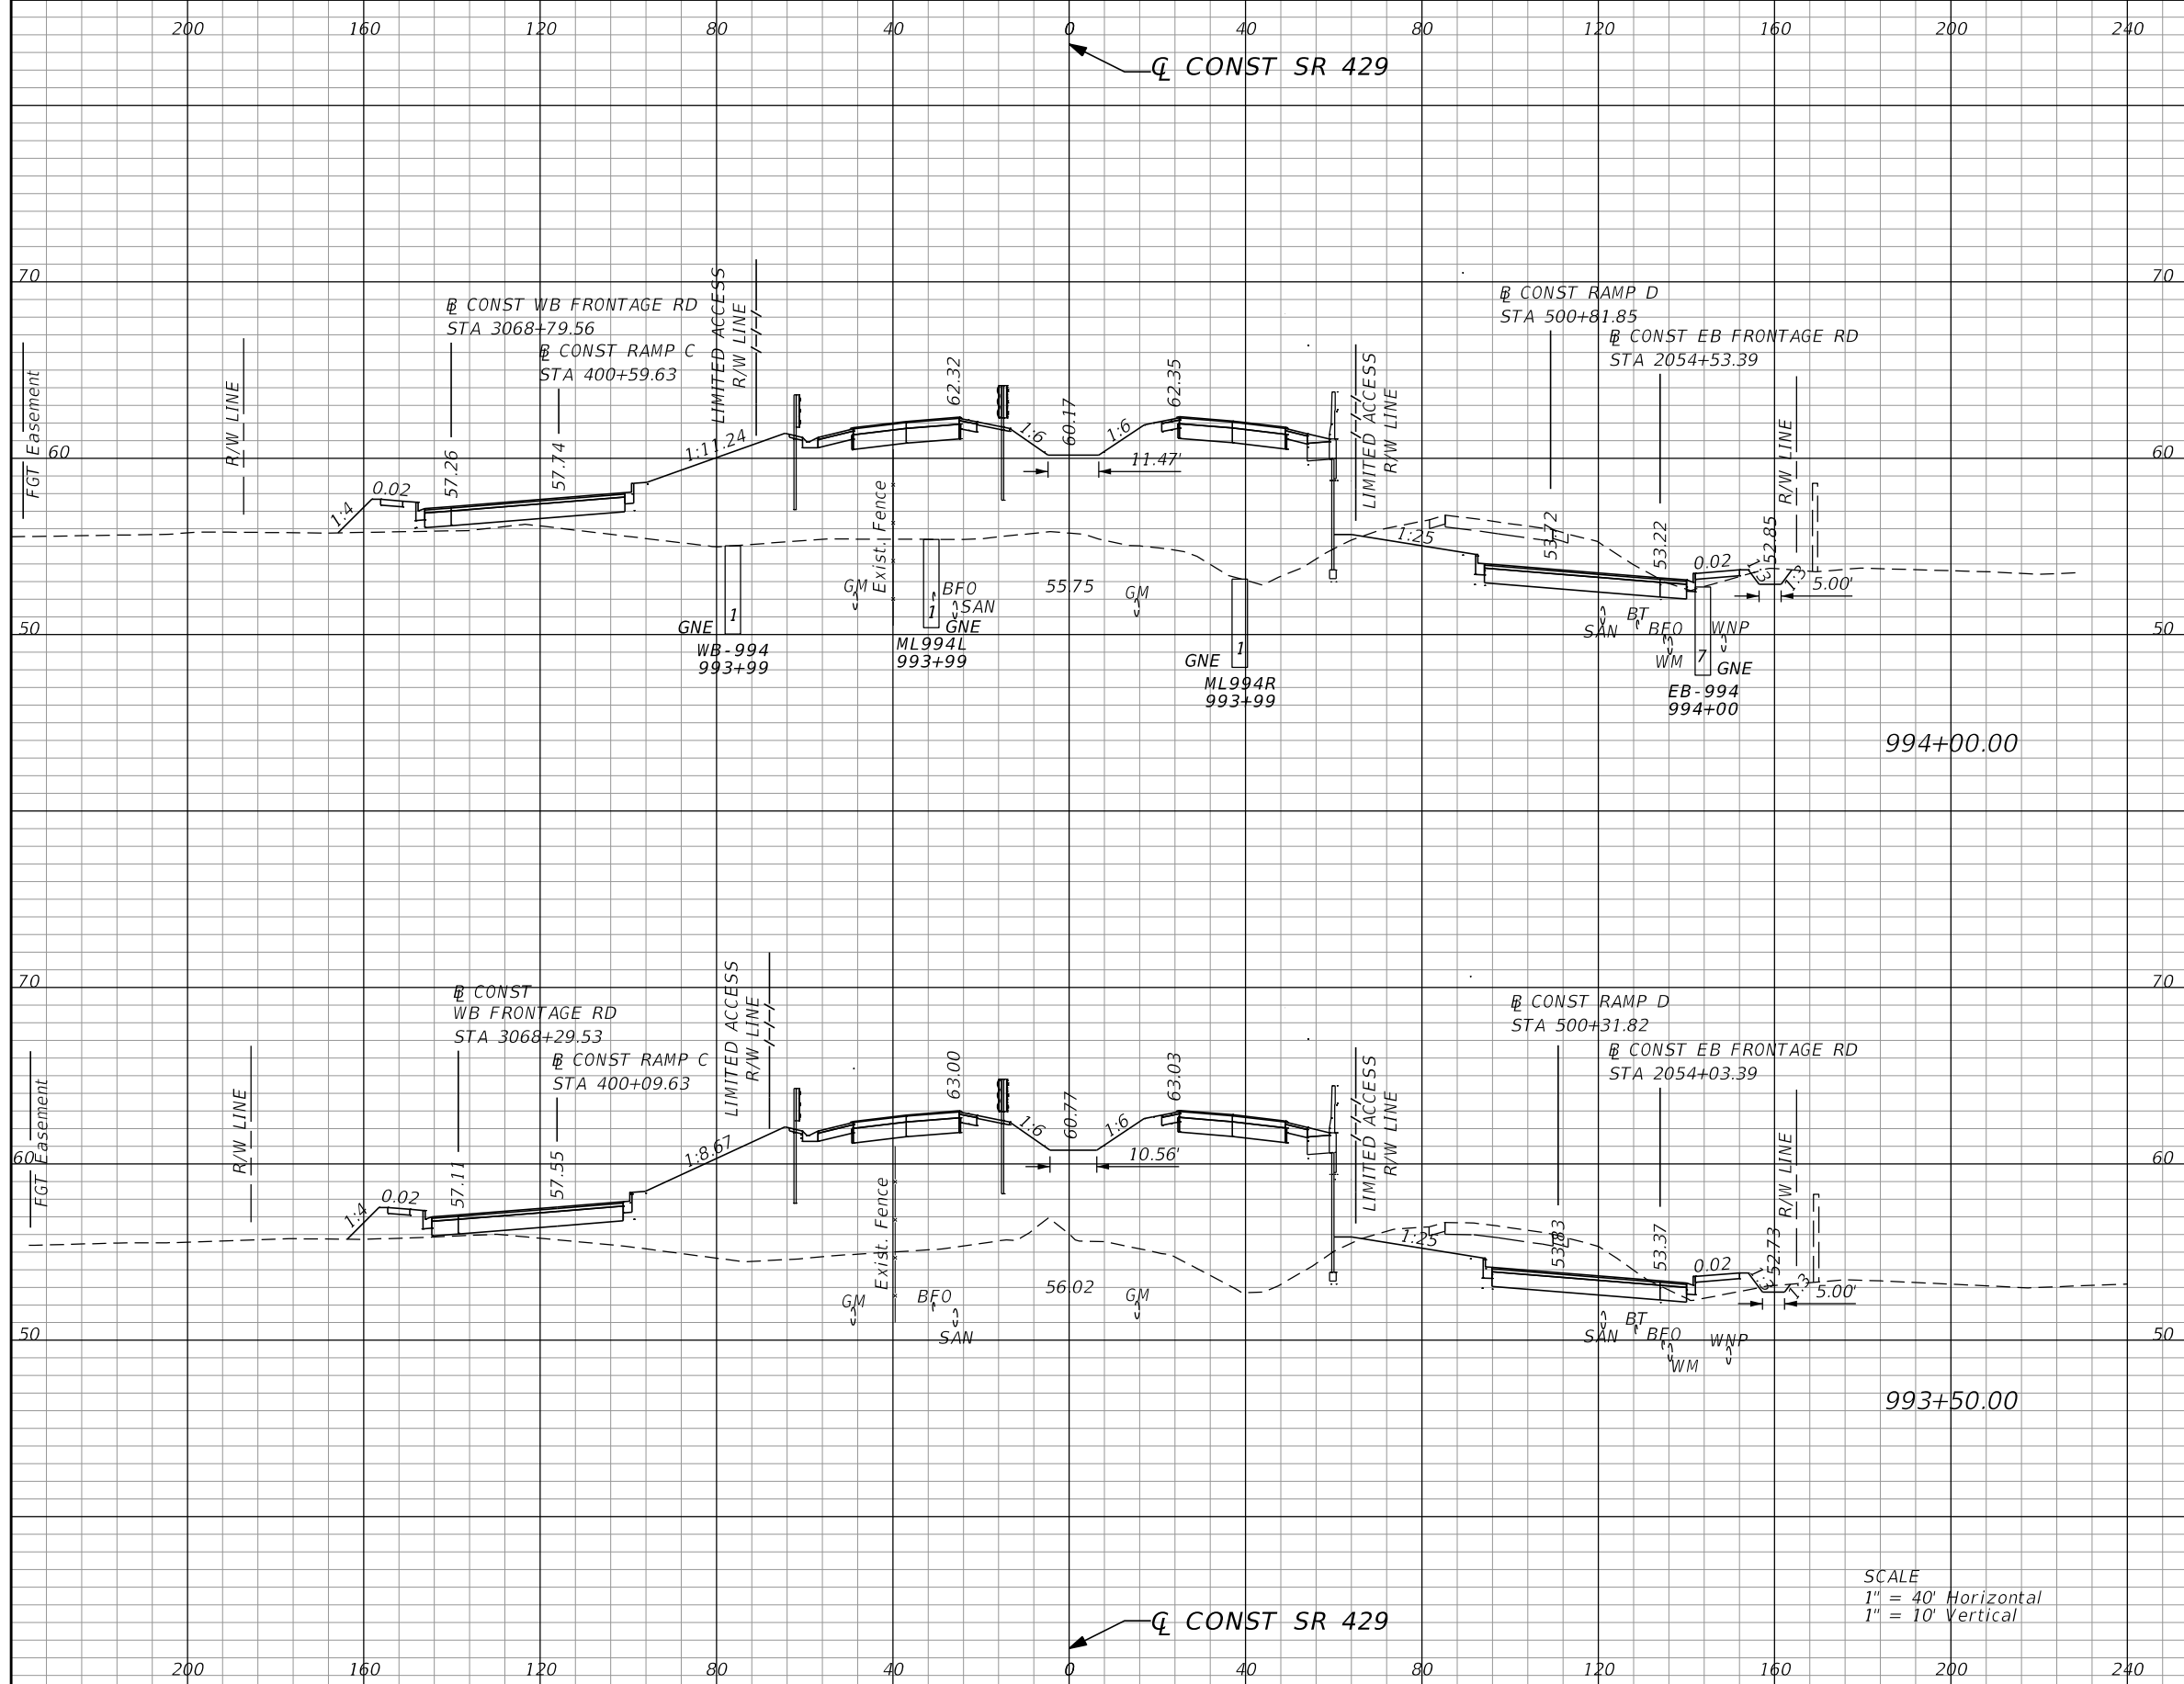 200 160 120 80 40 0 40 80 120 160 200 240
℄ CONST SR 429
70 70
℄ CONST WB FRONTAGE RD
STA 3068+79.56
℄ CONST RAMP C
STA 400+59.63
LIMITED ACCESS
R/W LINE
FGT Easement
R/W LINE
62.32
60.17
62.35
LIMITED ACCESS
R/W LINE
B̵L CONST RAMP D
STA 500+81.85
B̵L CONST EB FRONTAGE RD
STA 2054+53.39
R/W LINE
60 60
1:4
0.02
57.26
57.74
1:11.24
1:6
1:6
11.47'
Exist. Fence
1:25
53.72
53.22
0.02
52.85
1:3
1:3
5.00'
GM
BFO
SAN
55.75
GM
SAN
BT
BFO
WM
WNP
50 50
1
GNE
WB-994
993+99
1
GNE
ML994L
993+99
1
GNE
ML994R
993+99
7
GNE
EB-994
994+00
994+00.00
70 70
B̵L CONST
WB FRONTAGE RD
STA 3068+29.53
B̵L CONST RAMP C
STA 400+09.63
LIMITED ACCESS
R/W LINE
FGT Easement
R/W LINE
63.00
60.77
63.03
LIMITED ACCESS
R/W LINE
B̵L CONST RAMP D
STA 500+31.82
B̵L CONST EB FRONTAGE RD
STA 2054+03.39
R/W LINE
60 60
1:4
0.02
57.11
57.55
1:8.67
1:6
1:6
10.56'
Exist. Fence
1:25
53.83
53.37
0.02
52.73
1:3
1:3
5.00'
GM
BFO
SAN
56.02
GM
SAN
BT
BFO
WM
WNP
50 50
993+50.00
SCALE
1" = 40' Horizontal
1" = 10' Vertical
℄ CONST SR 429
200 160 120 80 40 0 40 80 120 160 200 240